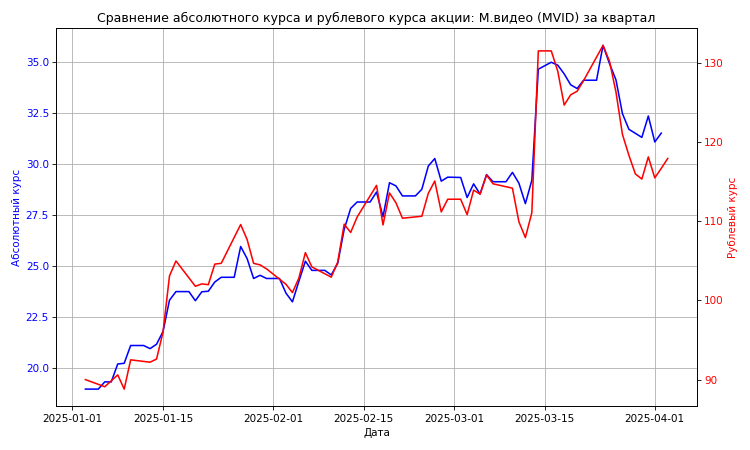 Сравнение абсолютного курса и рублевого курса акции: М.видео (MVID) за квартал
35.0
32.5
30.0
27.5
25.0
22.5
20.0
Абсолютный курс
130
120
110
100
90
Рублевый курс
2025-01-01 2025-01-15 2025-02-01 2025-02-15 2025-03-01 2025-03-15 2025-04-01
Дата